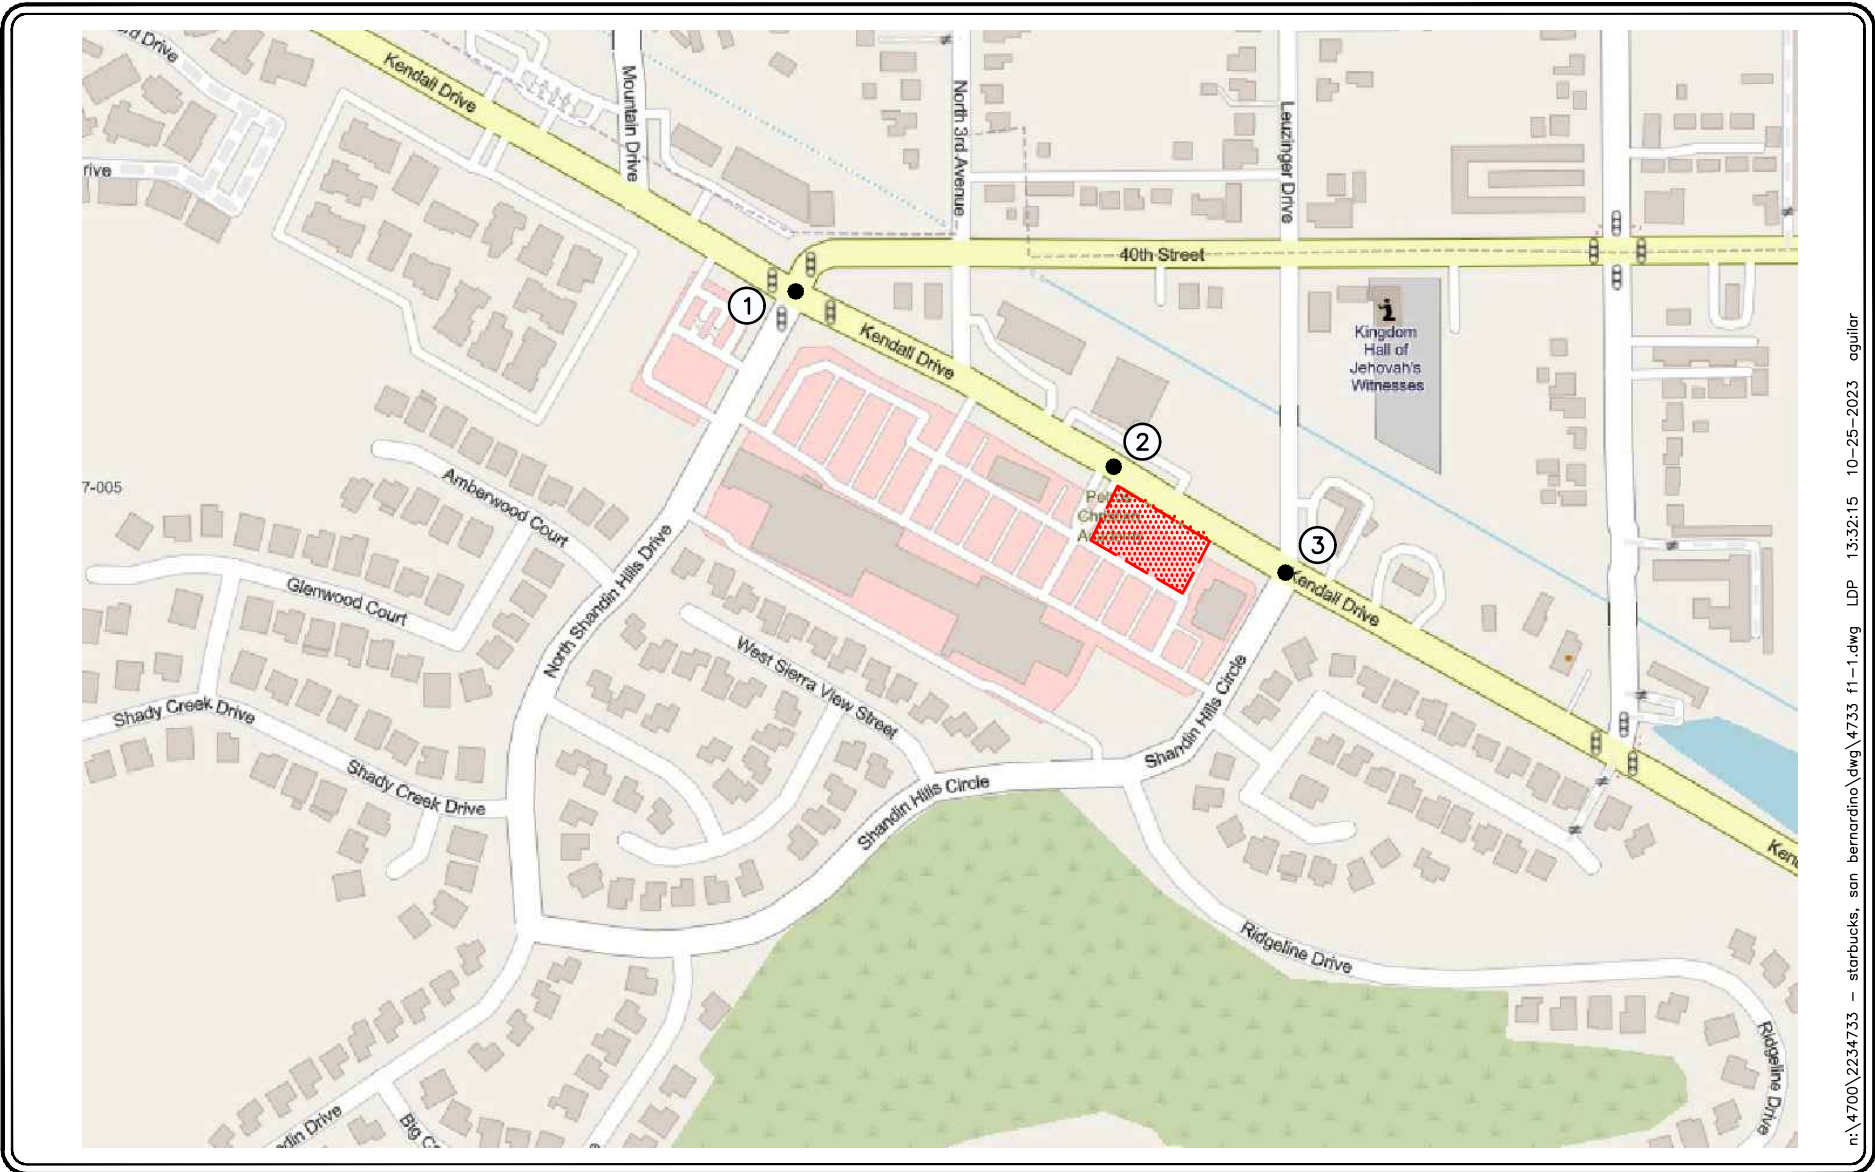 Kendall Drive
Mountain Drive
North 3rd Avenue
Leuzinger Drive
rive
40th Street
1
Kendall Drive
Kingdom
Hall of
Jehovah's
Witnesses
2
7-005
Amberwood Court
3
Kendall Drive
Glenwood Court
North Shandin Hills Drive
West Sierra View Street
Shandin Hills Circle
Shady Creek Drive
Shady Creek Drive
Shandin Hills Circle
Ridgeline Drive
Ridgeline Drive
n:\4700\2234733 - starbucks, san bernardino\dwg\4733 f1-1.dwg LDP 13:32:15 10-25-2023 aguilar